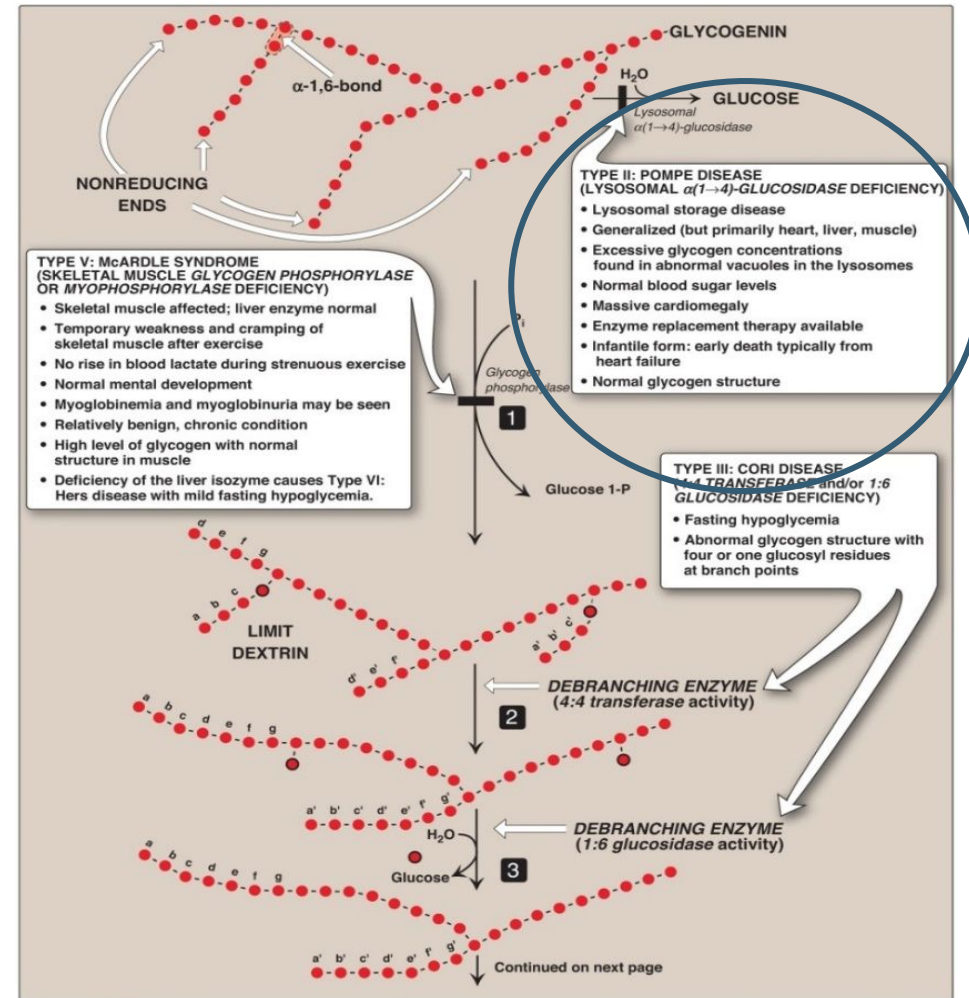 GLYCOGENIN
α-1,6-bond
H₂O
GLUCOSE
Lysosomal
α(1→4)-glucosidase
NONREDUCING
ENDS
TYPE II: POMPE DISEASE
(LYSOSOMAL α(1→4)-GLUCOSIDASE DEFICIENCY)
• Lysosomal storage disease
• Generalized (but primarily heart, liver, muscle)
• Excessive glycogen concentrations
found in abnormal vacuoles in the lysosomes
• Normal blood sugar levels
• Massive cardiomegaly
• Enzyme replacement therapy available
• Infantile form: early death typically from
heart failure
• Normal glycogen structure
TYPE V: McARDLE SYNDROME
(SKELETAL MUSCLE GLYCOGEN PHOSPHORYLASE
OR MYOPHOSPHORYLASE DEFICIENCY)
• Skeletal muscle affected; liver enzyme normal
• Temporary weakness and cramping of
skeletal muscle after exercise
• No rise in blood lactate during strenuous exercise
• Normal mental development
• Myoglobinemia and myoglobinuria may be seen
• Relatively benign, chronic condition
• High level of glycogen with normal
structure in muscle
• Deficiency of the liver isozyme causes Type VI:
Hers disease with mild fasting hypoglycemia.
Pi
Glycogen
phosphorylase
1
Glucose 1-P
TYPE III: CORI DISEASE
(4:4 TRANSFERASE and/or 1:6
GLUCOSIDASE DEFICIENCY)
• Fasting hypoglycemia
• Abnormal glycogen structure with
four or one glucosyl residues
at branch points
d e f g
a b c
LIMIT
DEXTRIN
d' e' f'
a' b' c'
2
DEBRANCHING ENZYME
(4:4 transferase activity)
a b c d e f g
a' b' c' d' e' f' g'
H₂O
Glucose
3
DEBRANCHING ENZYME
(1:6 glucosidase activity)
a b c d e f g
a' b' c' d' e' f' g'
Continued on next page